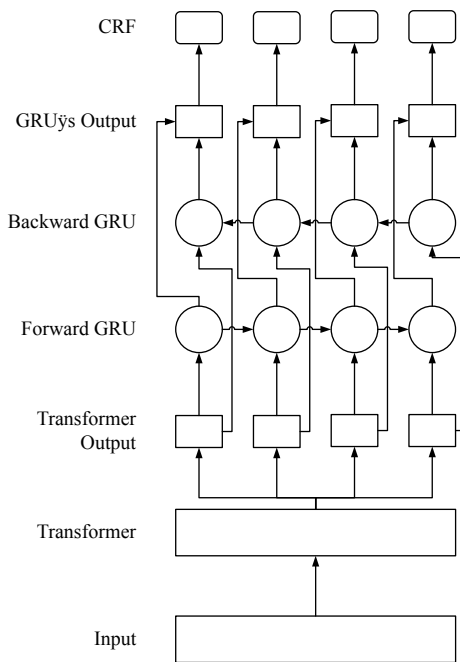 CRF
GRUÿs Output
Backward GRU
Forward GRU
Transformer
Output
Transformer
Input